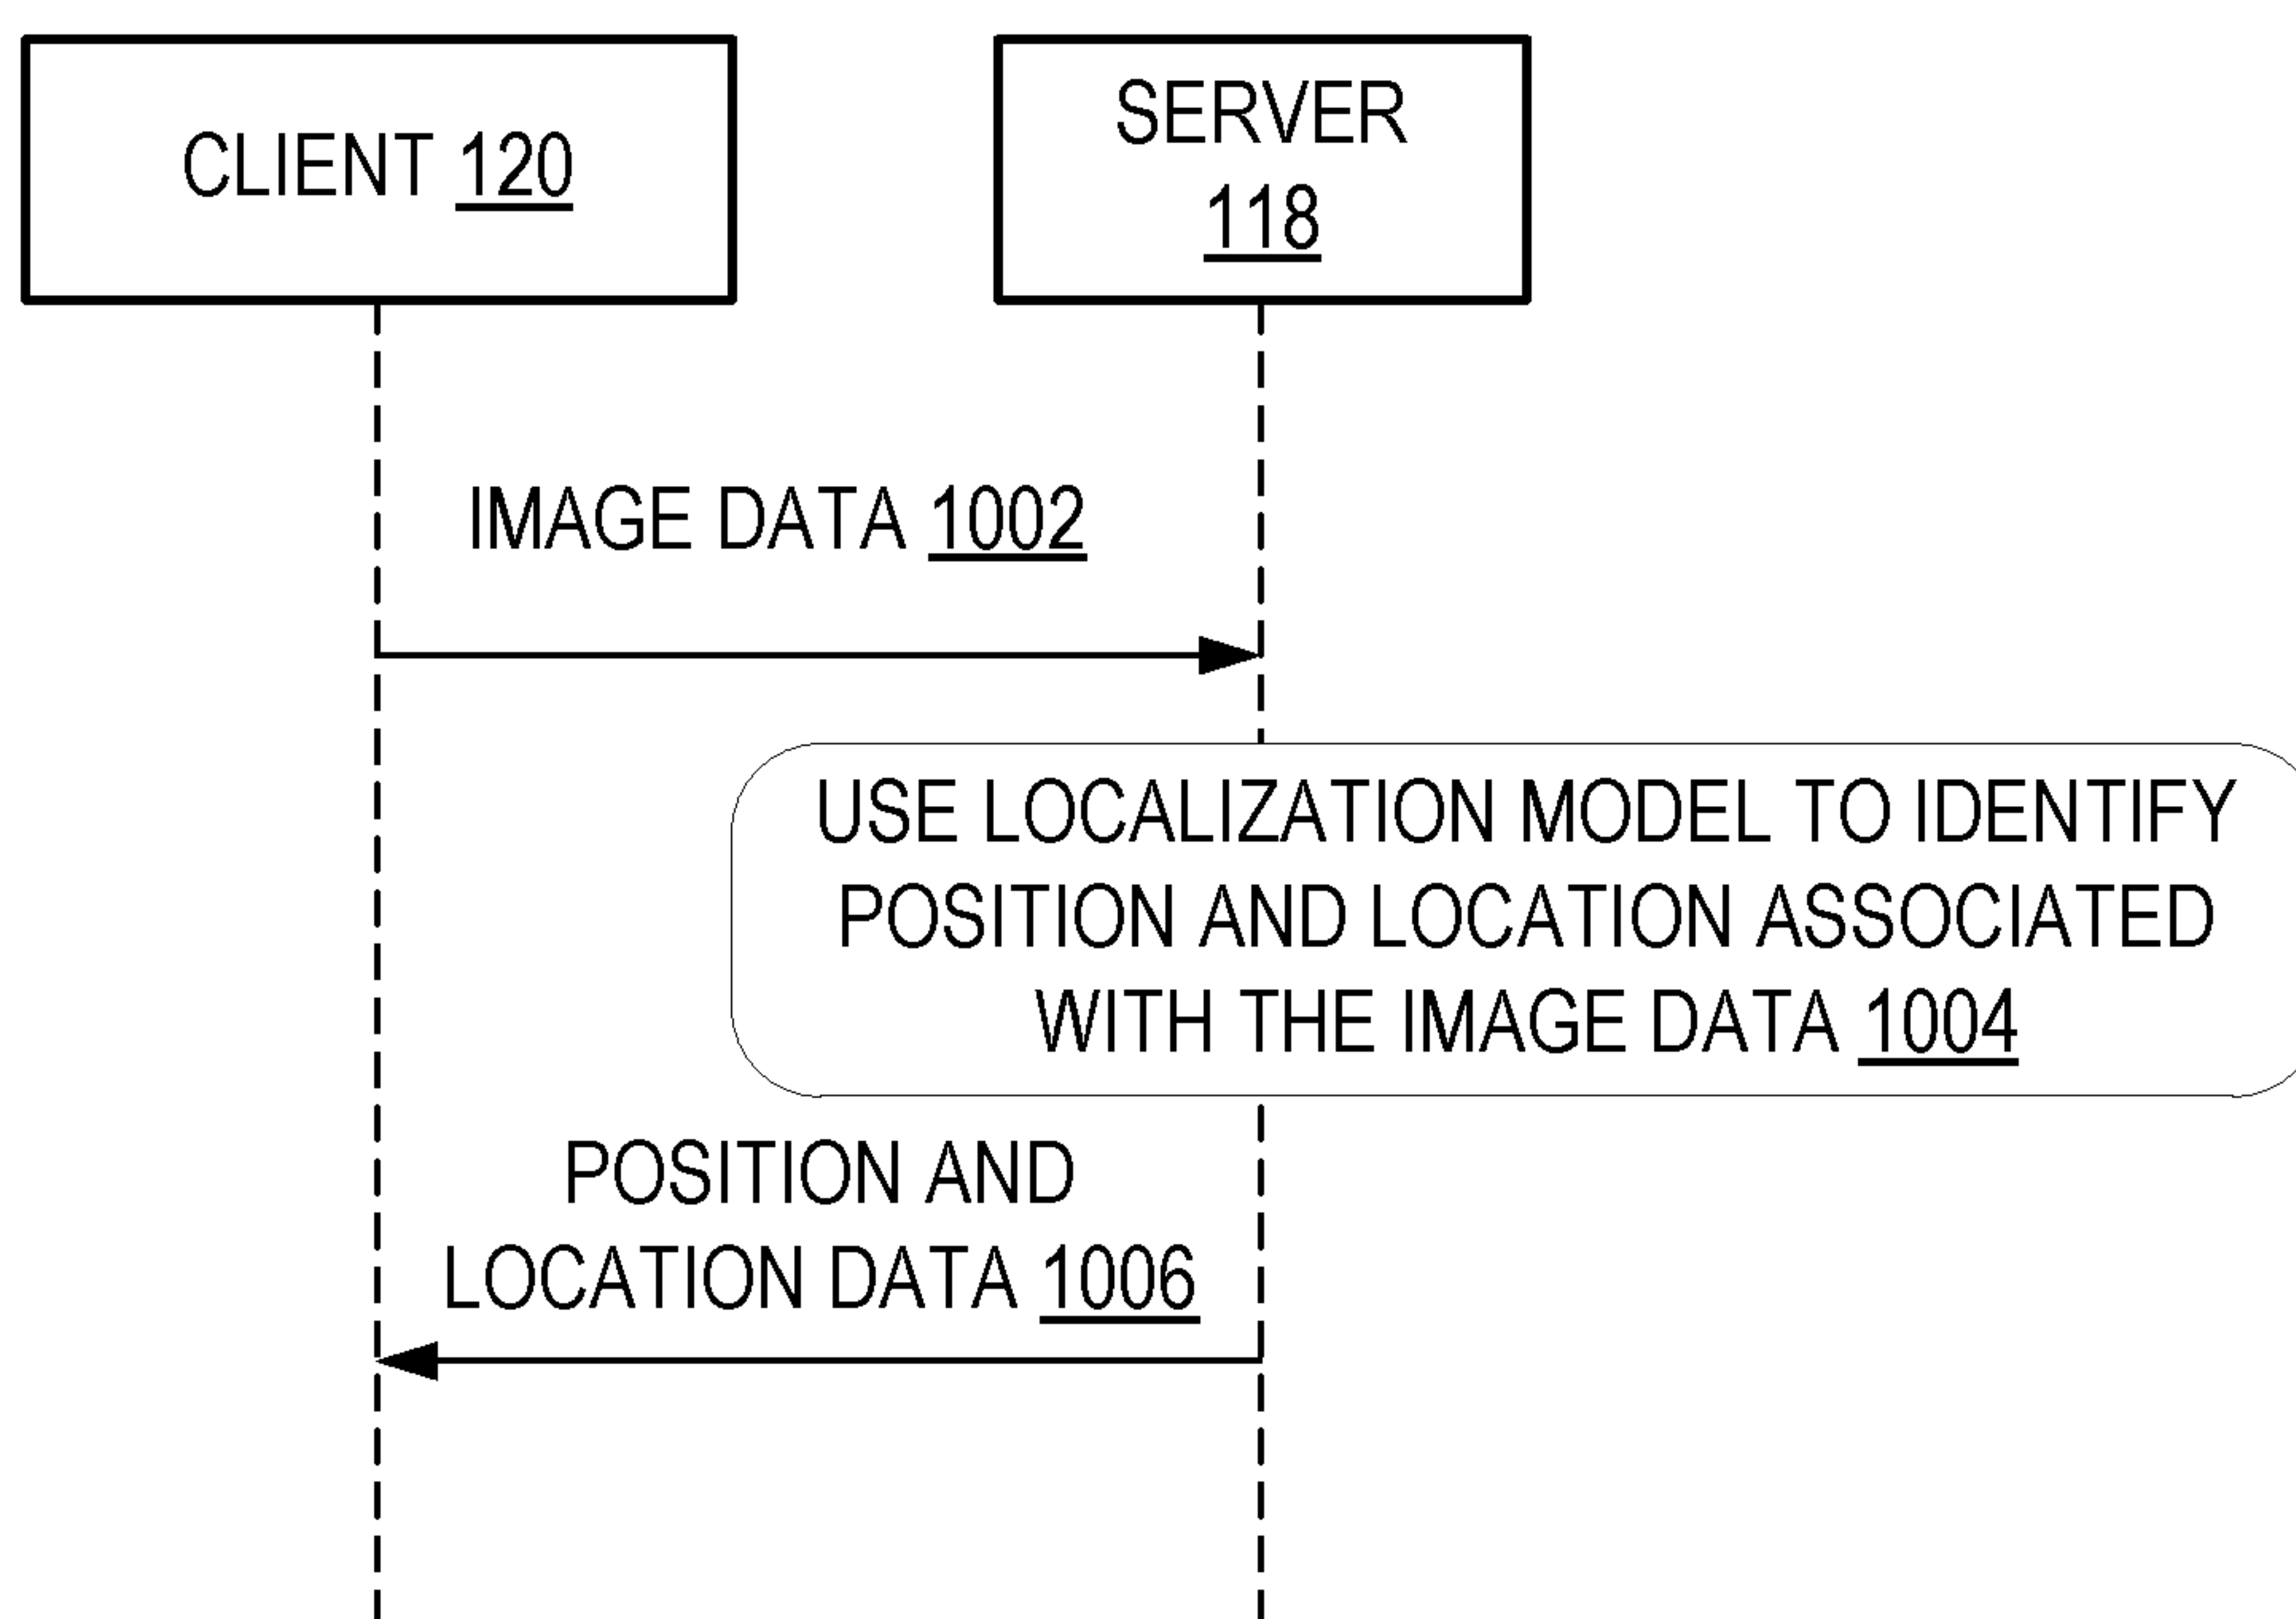 CLIENT 120
SERVER
118
IMAGE DATA 1002
USE LOCALIZATION MODEL TO IDENTIFY
POSITION AND LOCATION ASSOCIATED
WITH THE IMAGE DATA 1004
POSITION AND
LOCATION DATA 1006